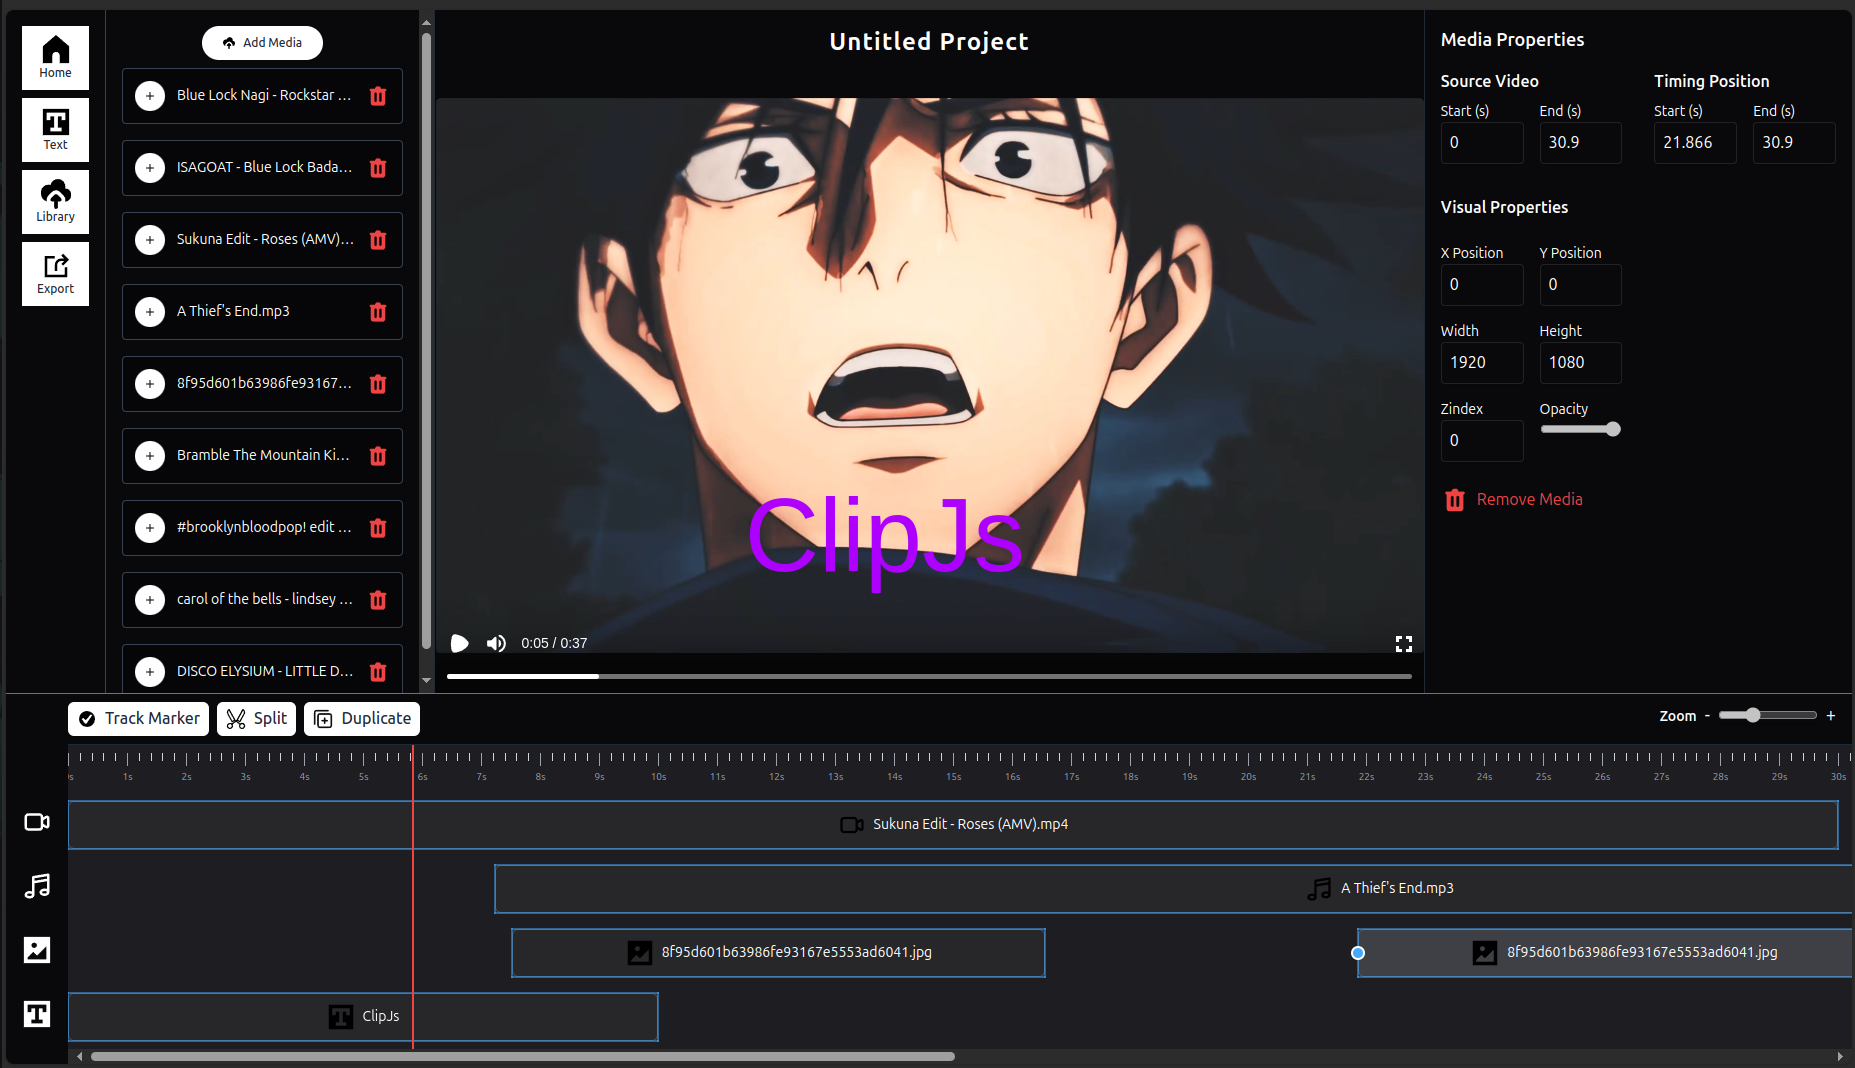 Home
Text
Library
Export
Add Media
Blue Lock Nagi - Rockstar ...
ISAGOAT - Blue Lock Bada...
Sukuna Edit - Roses (AMV)...
A Thief's End.mp3
8f95d601b63986fe93167...
Bramble The Mountain Ki...
#brooklynbloodpop! edit ...
carol of the bells - lindsey ...
DISCO ELYSIUM - LITTLE D...
Untitled Project
ClipJs
0:05 / 0:37
Media Properties
Source Video
Timing Position
Start (s) End (s) Start (s) End (s)
0 30.9 21.866 30.9
Visual Properties
X Position Y Position
0 0
Width Height
1920 1080
Zindex Opacity
0
Remove Media
Track Marker Split Duplicate
Zoom - +
1s 2s 3s 4s 5s 6s 7s 8s 9s 10s 11s 12s 13s 14s 15s 16s 17s 18s 19s 20s 21s 22s 23s 24s 25s 26s 27s 28s 29s 30s
Sukuna Edit - Roses (AMV).mp4
A Thief's End.mp3
8f95d601b63986fe93167e5553ad6041.jpg 8f95d601b63986fe93167e5553ad6041.jpg
ClipJs